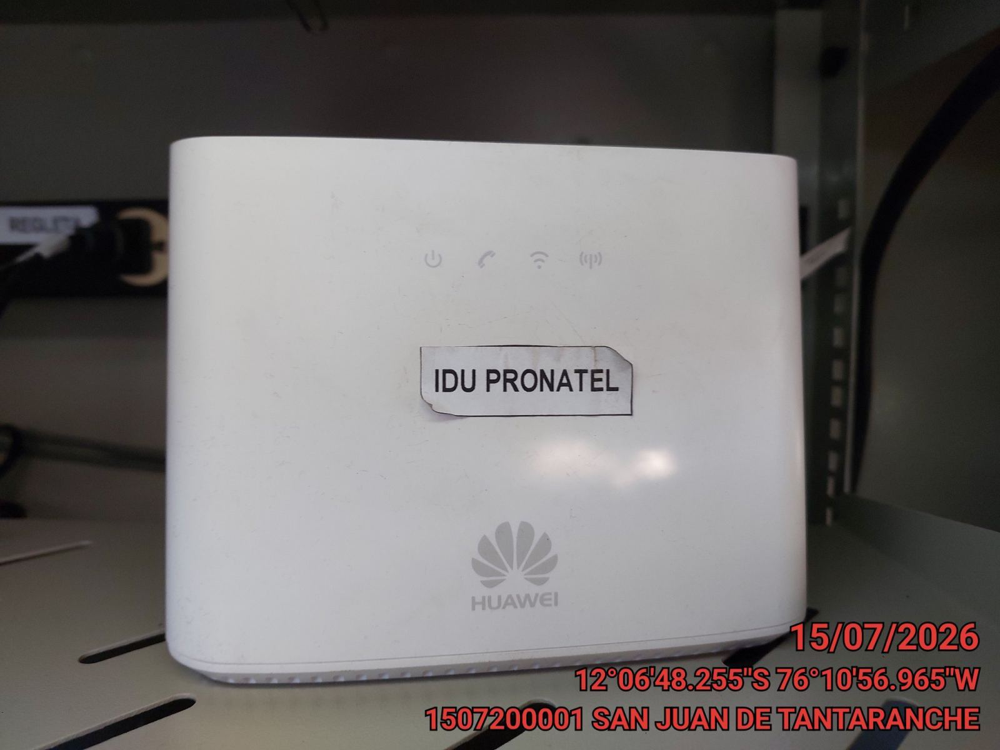 REGLETA
IDU PRONATEL
HUAWEI
15/07/2026
12°06'48.255"S 76°10'56.965"W
1507200001 SAN JUAN DE TANTARANCHE